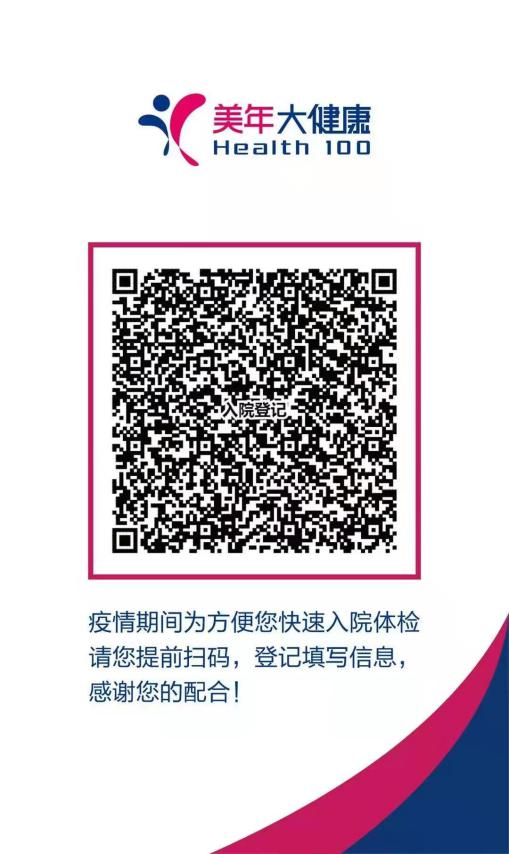 美年大健康
Health 100
入院登记
疫情期间为方便您快速入院体检
请您提前扫码，登记填写信息，
感谢您的配合！